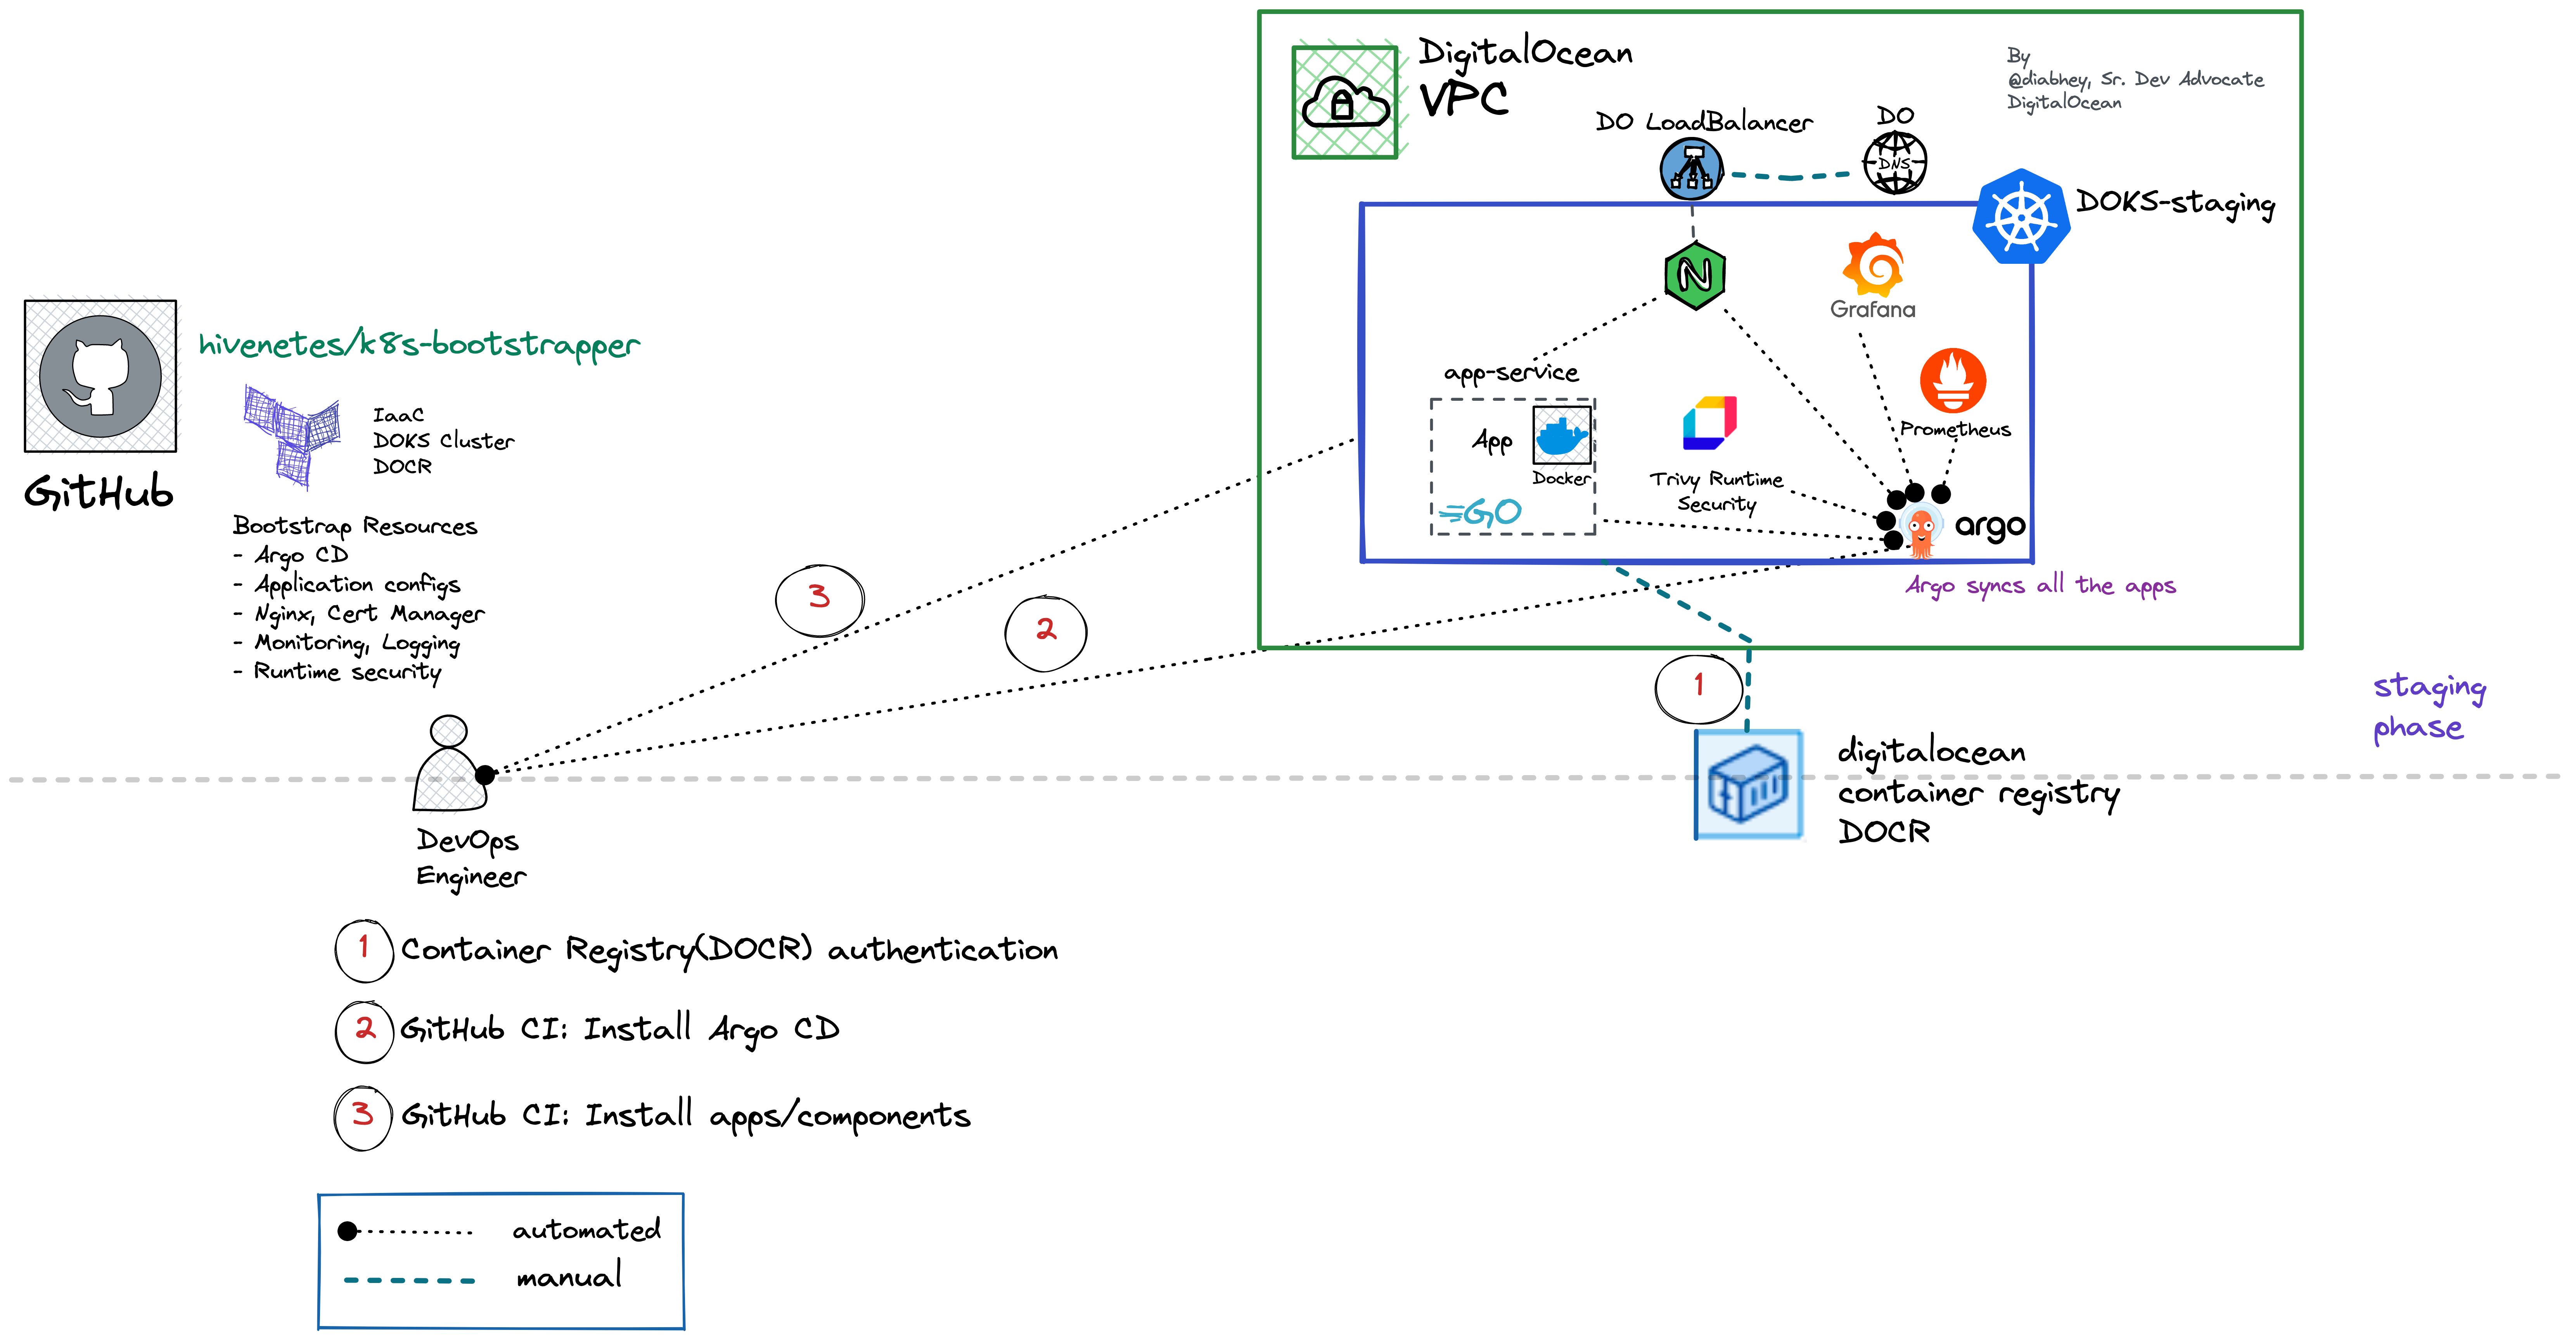 DigitalOcean
VPC
By
@diabhey, Sr. Dev Advocate
DigitalOcean
DO LoadBalancer
DO
DNS
DOKS-staging
N
Grafana
Prometheus
app-service
App
Docker
GO
Trivy Runtime
Security
argo
Argo syncs all the apps
GitHub
hivenetes/k8s-bootstrapper
IaaC
DOKS Cluster
DOCR
Bootstrap Resources
- Argo CD
- Application configs
- Nginx, Cert Manager
- Monitoring, Logging
- Runtime security
3
2
1
staging
phase
digitalocean
container registry
DOCR
DevOps
Engineer
1 Container Registry(DOCR) authentication
2 GitHub CI: Install Argo CD
3 GitHub CI: Install apps/components
automated
manual